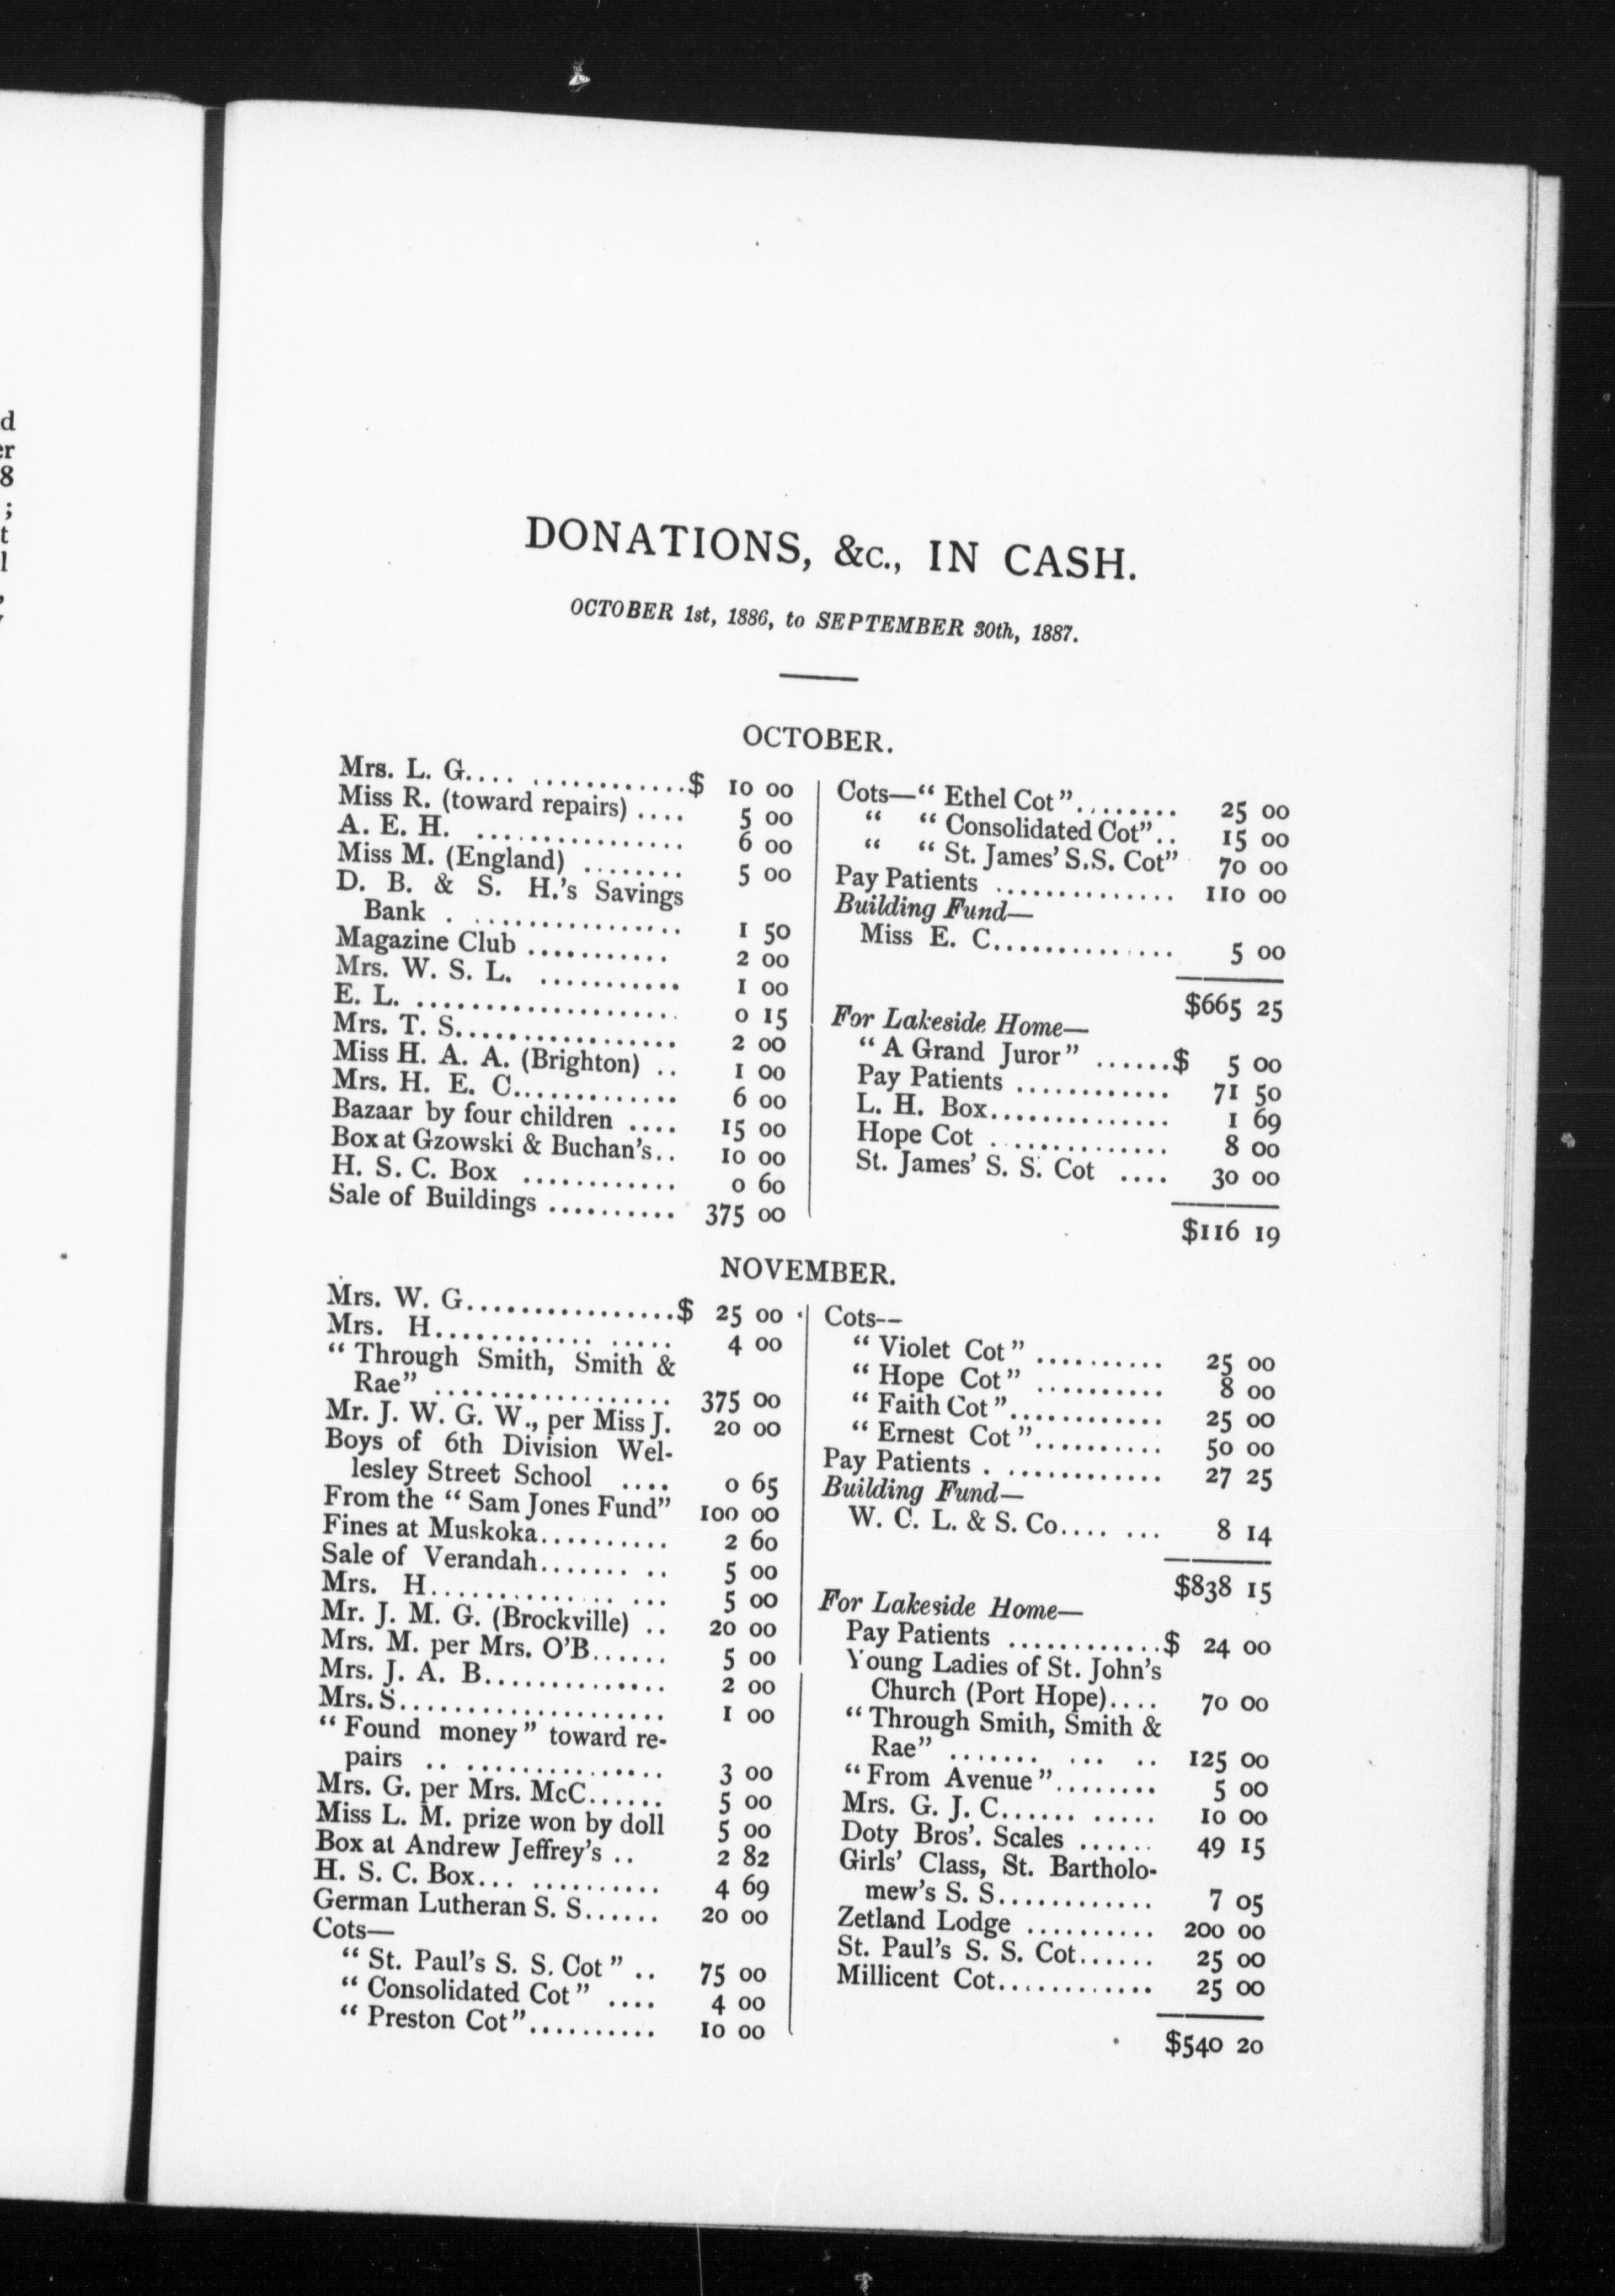 d
er
8
;
t
l
,
DONATIONS, &c., IN CASH.
OCTOBER 1st, 1886, to SEPTEMBER 30th, 1887.
OCTOBER.
Mrs. L. G.... ............$ 10 00
Miss R. (toward repairs) .... 5 00
A. E. H. ............... 6 00
Miss M. (England) ........ 5 00
D. B. & S. H.'s Savings
Bank . ............... 1 50
Magazine Club ........... 2 00
Mrs. W. S. L. ........... 1 00
E. L. .................... 0 15
Mrs. T. S................. 2 00
Miss H. A. A. (Brighton) .. 1 00
Mrs. H. E. C............. 6 00
Bazaar by four children .... 15 00
Box at Gzowski & Buchan's.. 10 00
H. S. C. Box ............ 0 60
Sale of Buildings .......... 375 00
Cots—“ Ethel Cot ”........ 25 00
“ “ Consolidated Cot”.. 15 00
“ “ St. James' S.S. Cot” 70 00
Pay Patients .............. 110 00
Building Fund—
Miss E. C.............. 5 00
$665 25
For Lakeside Home—
“ A Grand Juror ” ......$ 5 00
Pay Patients ............ 71 50
L. H. Box.............. 1 69
Hope Cot ............. 8 00
St. James' S. S. Cot .... 30 00
$116 19
NOVEMBER.
Mrs. W. G................$ 25 00
Mrs. H............ ..... 4 00
“ Through Smith, Smith &
Rae” .................. 375 00
Mr. J. W. G. W., per Miss J. 20 00
Boys of 6th Division Wel-
lesley Street School .... 0 65
From the “ Sam Jones Fund” 100 00
Fines at Muskoka.......... 2 60
Sale of Verandah....... .. 5 00
Mrs. H.............. ... 5 00
Mr. J. M. G. (Brockville) .. 20 00
Mrs. M. per Mrs. O'B...... 5 00
Mrs. J. A. B.............. 2 00
Mrs. S.................... 1 00
“ Found money ” toward re-
pairs .. ............... 3 00
Mrs. G. per Mrs. McC...... 5 00
Miss L. M. prize won by doll 5 00
Box at Andrew Jeffrey's .. 2 82
H. S. C. Box... .......... 4 69
German Lutheran S. S...... 20 00
Cots—
“ St. Paul's S. S. Cot ” .. 75 00
“ Consolidated Cot ” .... 4 00
“ Preston Cot ”.......... 10 00
Cots--
“ Violet Cot ” .......... 25 00
“ Hope Cot ” .......... 8 00
“ Faith Cot ”............ 25 00
“ Ernest Cot ”.......... 50 00
Pay Patients . ............ 27 25
Building Fund—
W. C. L. & S. Co.... ... 8 14
$838 15
For Lakeside Home—
Pay Patients ............$ 24 00
Young Ladies of St. John's
Church (Port Hope).... 70 00
“ Through Smith, Smith &
Rae” ....... ... .. 125 00
“ From Avenue ”........ 5 00
Mrs. G. J. C...... ..... 10 00
Doty Bros'. Scales ...... 49 15
Girls' Class, St. Bartholo-
mew's S. S............ 7 05
Zetland Lodge .......... 200 00
St. Paul's S. S. Cot...... 25 00
Millicent Cot............ 25 00
$540 20